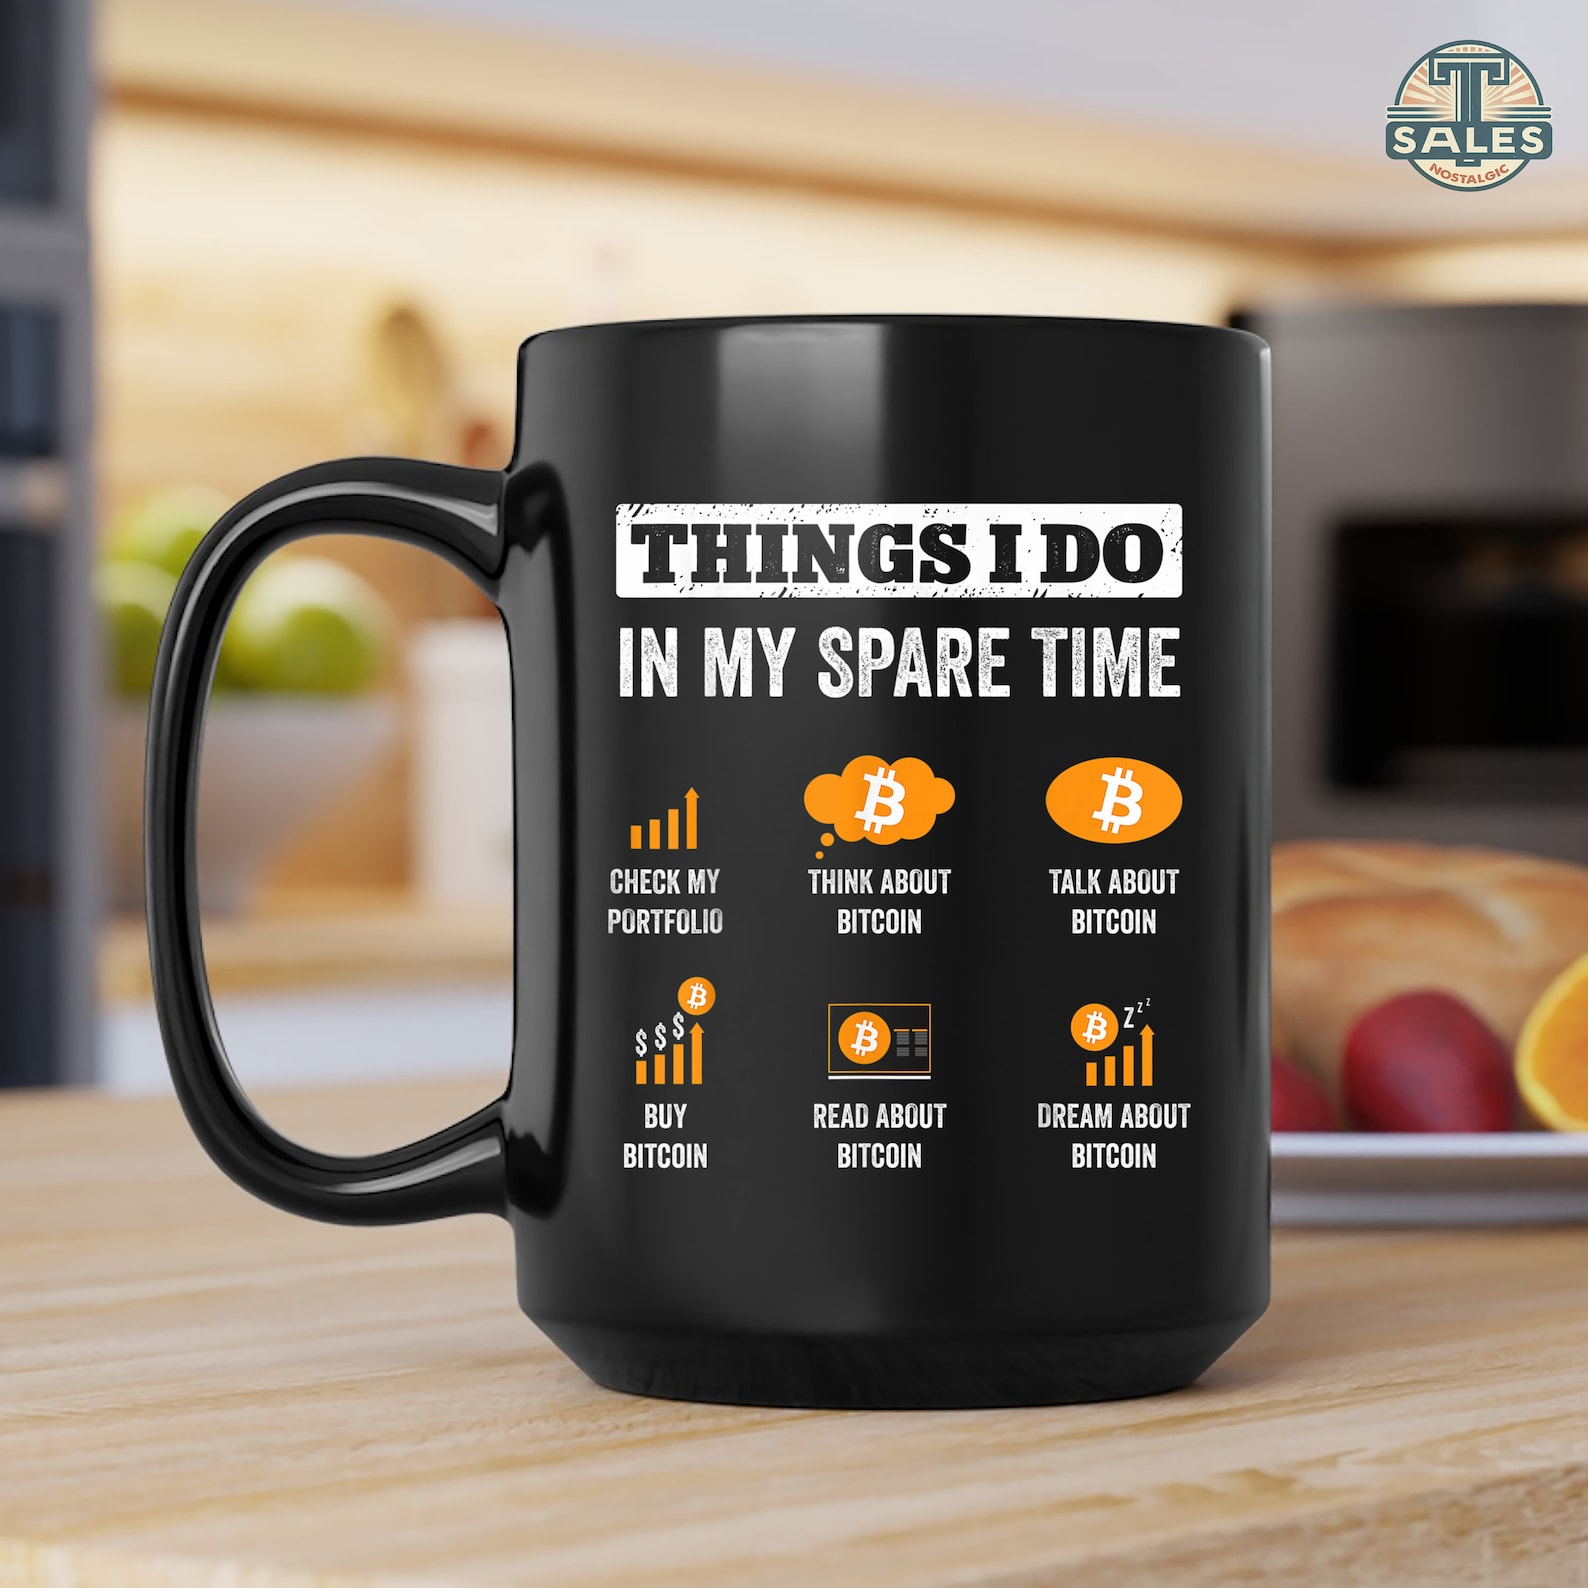 T
SALES
NOSTALGIC
THINGS I DO
IN MY SPARE TIME
CHECK MY
PORTFOLIO
THINK ABOUT
BITCOIN
TALK ABOUT
BITCOIN
$ $ $
zzz
BUY
BITCOIN
READ ABOUT
BITCOIN
DREAM ABOUT
BITCOIN